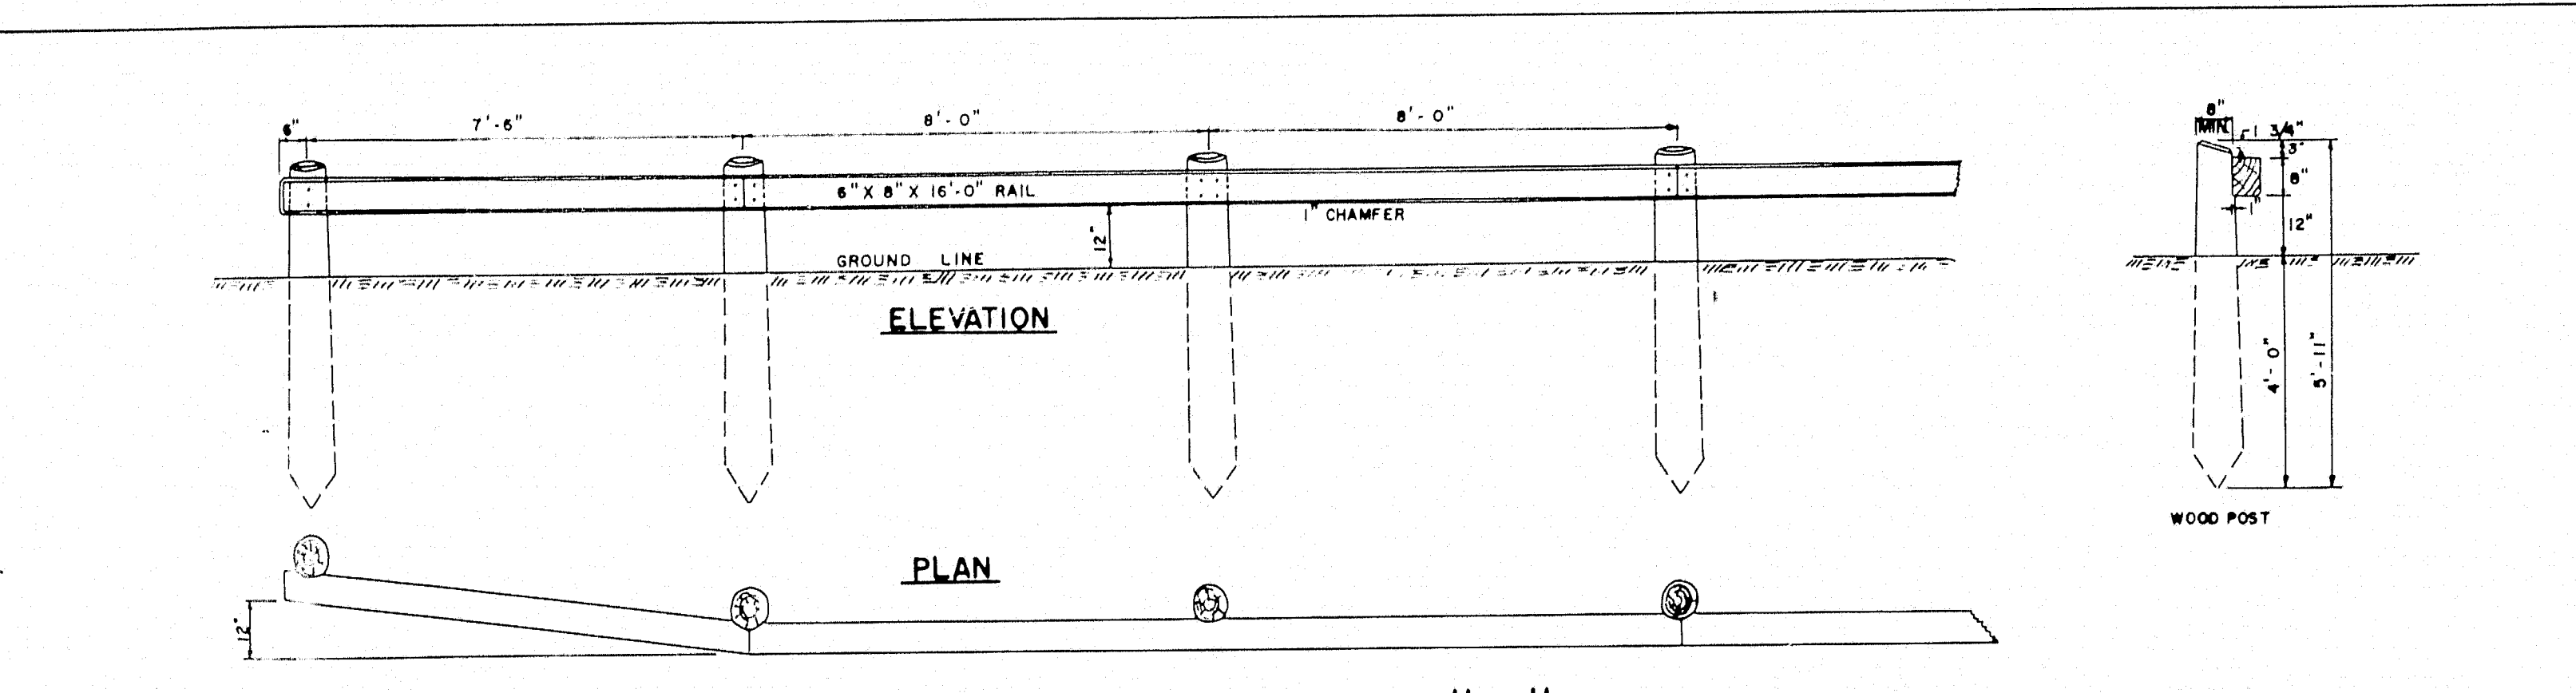 6"
7'-6"
8'-0"
8'-0"
6" X 8" X 16'-0" RAIL
1" CHAMFER
12"
GROUND LINE
ELEVATION
8"
MIN.
1 3/4"
3"
8"
1"
12"
4'-0"
5'-11"
WOOD POST
PLAN
12"